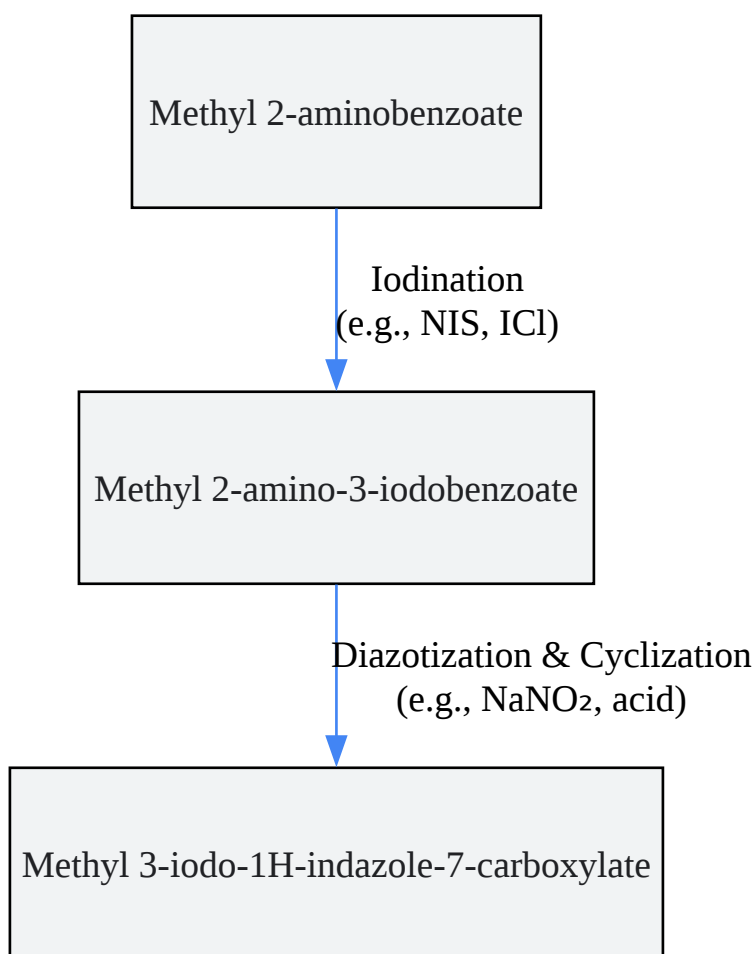 Methyl 2-aminobenzoate
Iodination
(e.g., NIS, ICl)
Methyl 2-amino-3-iodobenzoate
Diazotization & Cyclization
(e.g., NaNO₂, acid)
Methyl 3-iodo-1H-indazole-7-carboxylate